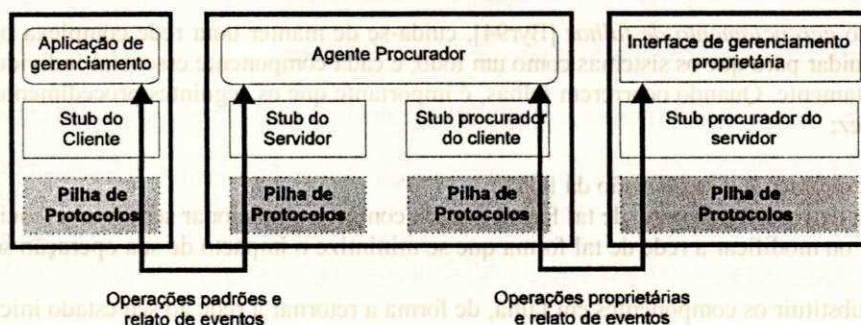 Aplicação de
gerenciamento
Agente Procurador
Interface de gerenciamento
proprietária
Stub do
Cliente
Stub do
Servidor
Stub procurador
do cliente
Stub procurador do
servidor
Pilha de
Protocolos
Pilha de
Protocolos
Pilha de
Protocolos
Pilha de
Protocolos
Operações padrões e
relato de eventos
Operações proprietárias
e relato de eventos